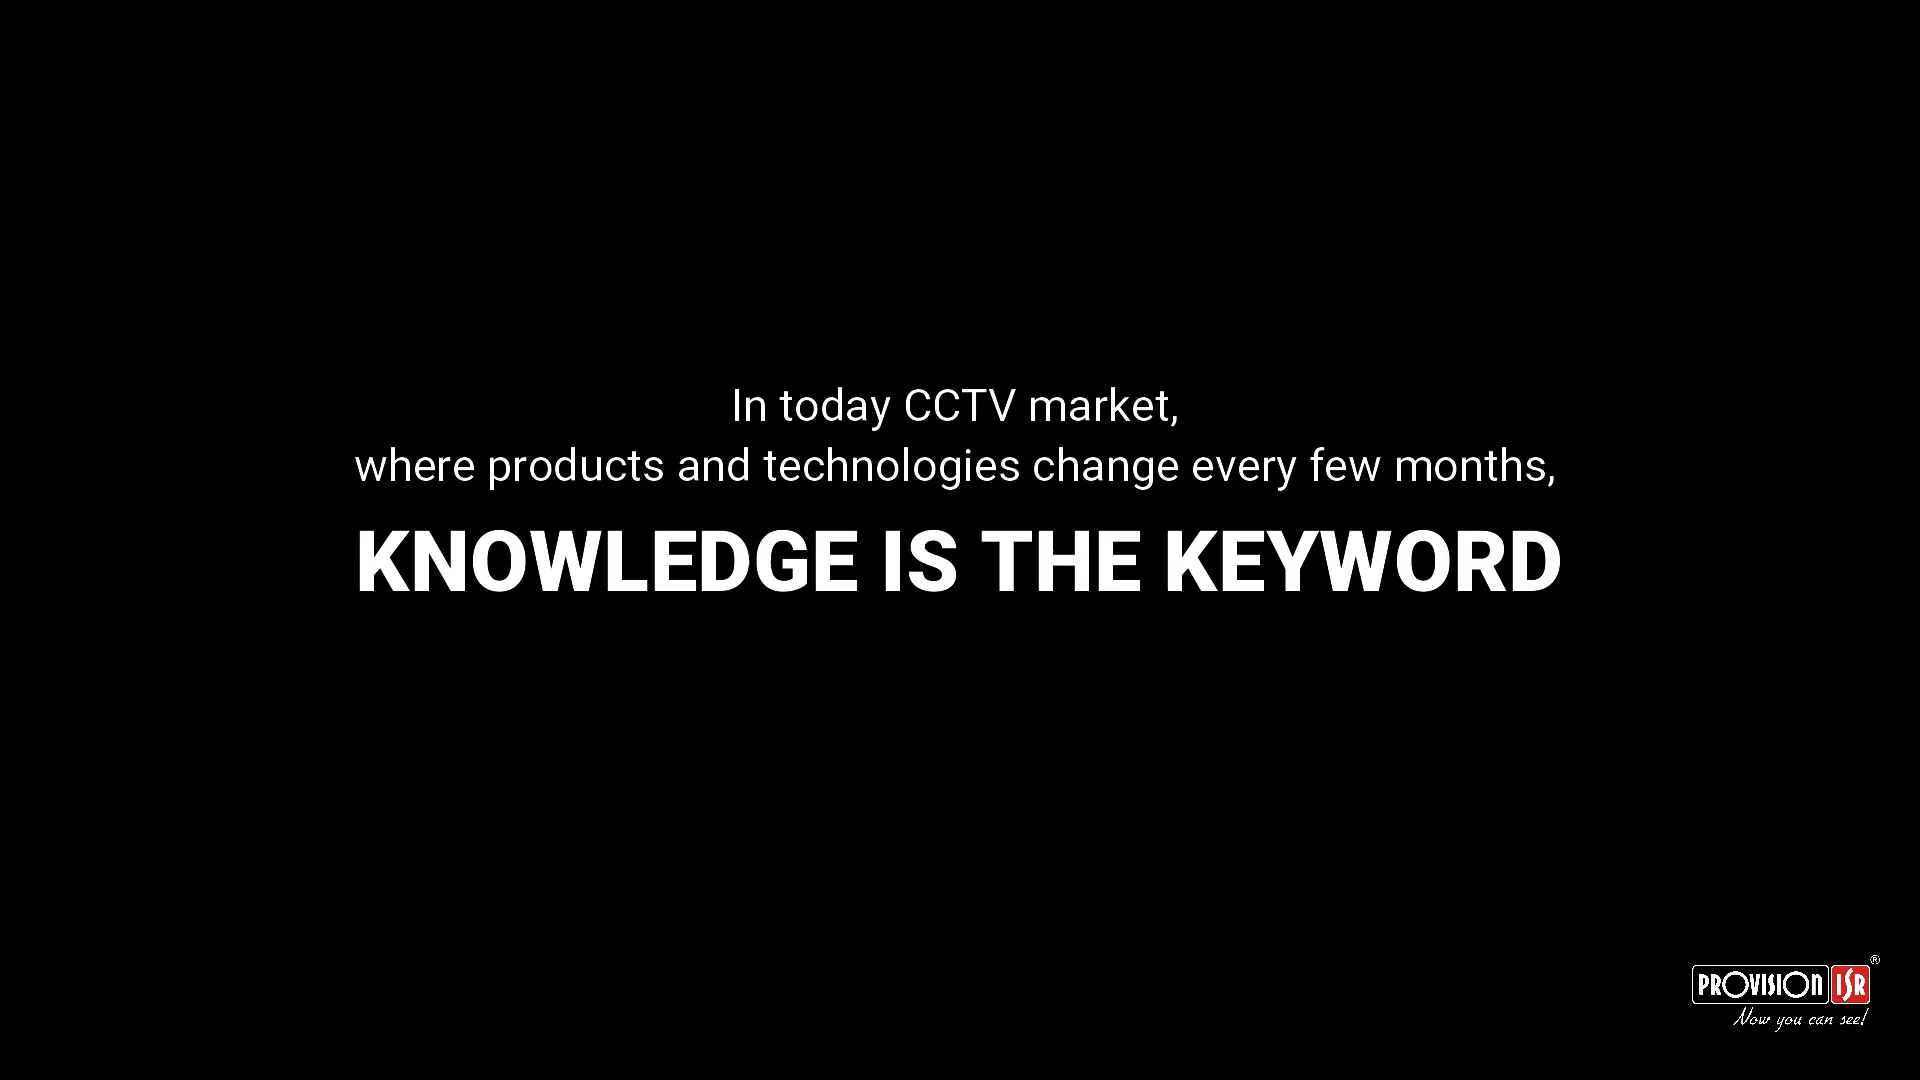 In today CCTV market,
where products and technologies change every few months,
KNOWLEDGE IS THE KEYWORD
PROVISION ISR®
Now you can see!